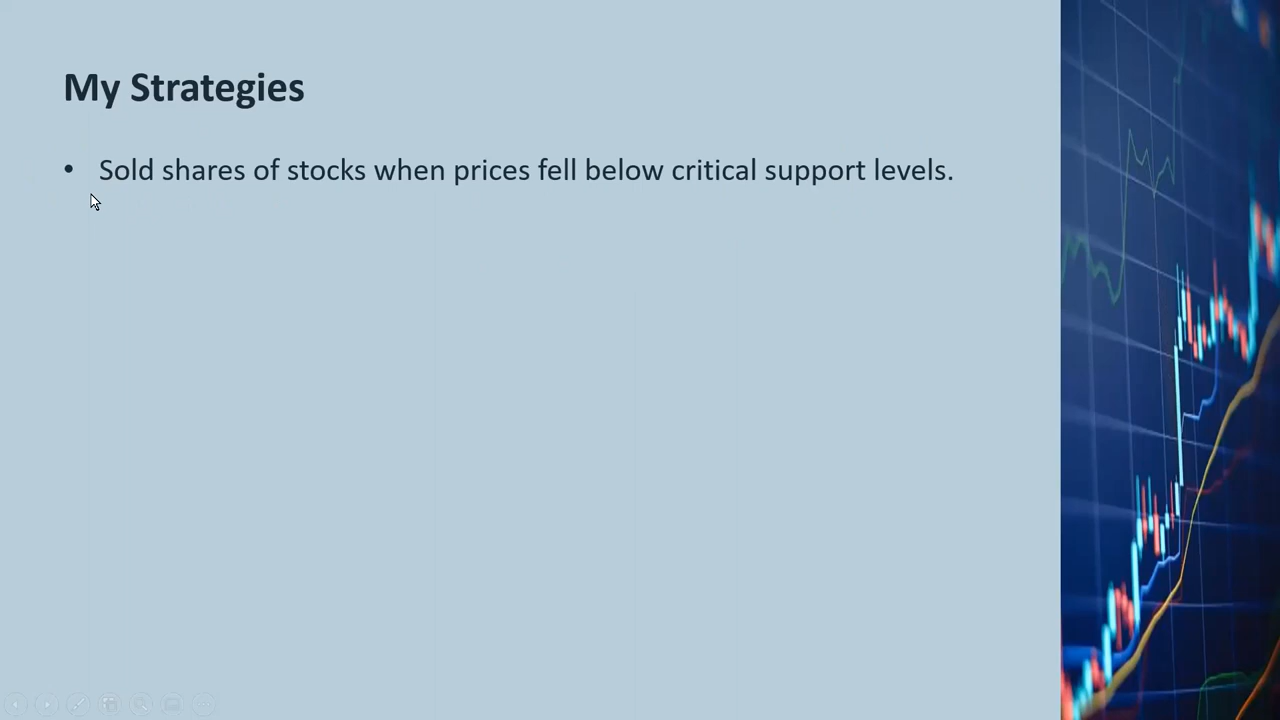 My Strategies
• Sold shares of stocks when prices fell below critical support levels.